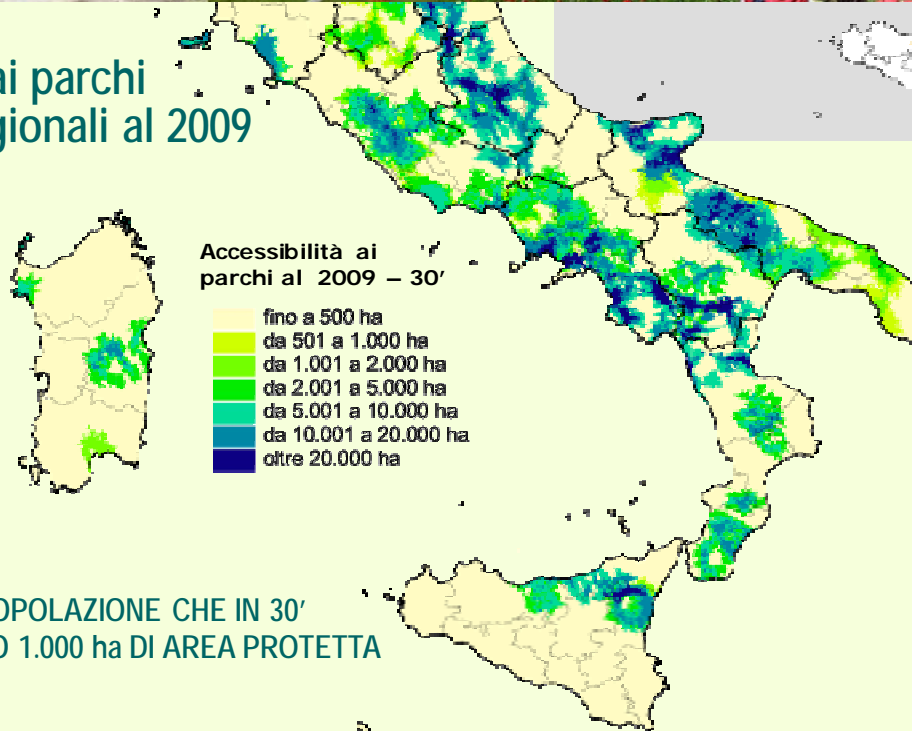 ai parchi
gionali al 2009
Accessibilità ai
parchi al 2009 – 30'
fino a 500 ha
da 501 a 1.000 ha
da 1.001 a 2.000 ha
da 2.001 a 5.000 ha
da 5.001 a 10.000 ha
da 10.001 a 20.000 ha
oltre 20.000 ha
OPOLAZIONE CHE IN 30'
O 1.000 ha DI AREA PROTETTA